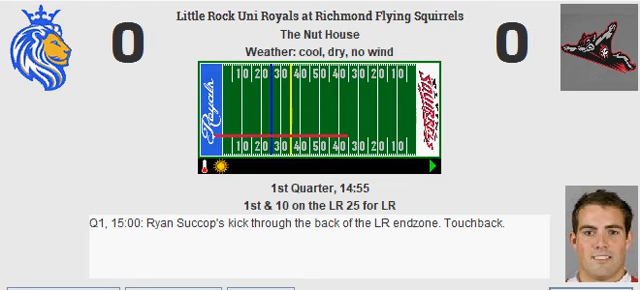 0
Little Rock Uni Royals at Richmond Flying Squirrels
0
The Nut House
Weather: cool, dry, no wind
10 20 30 40 50 40 30 20 10
Royals
SQUIRRELS
10 20 30 40 50 40 30 20 10
1st Quarter, 14:55
1st & 10 on the LR 25 for LR
Q1, 15:00: Ryan Succop's kick through the back of the LR endzone. Touchback.